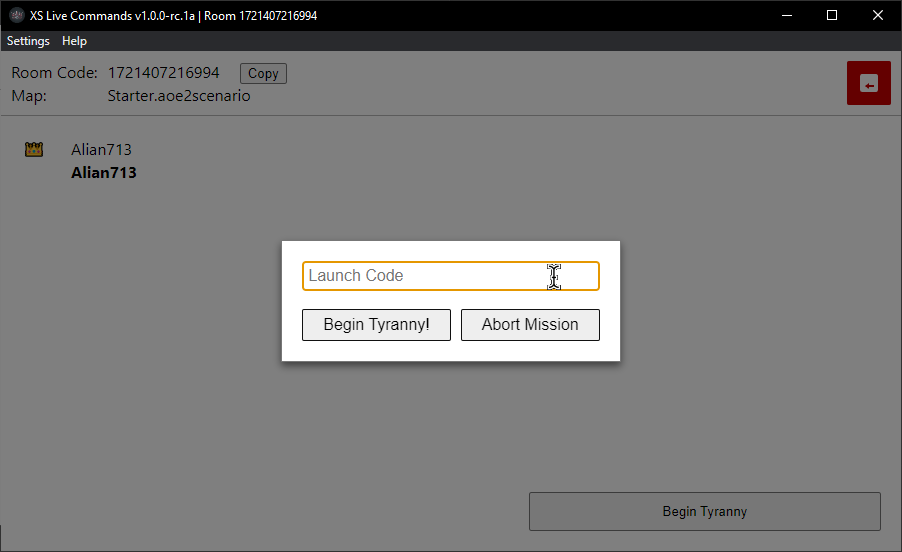 XS Live Commands v1.0.0-rc.1a | Room 1721407216994
Settings Help
Room Code: 1721407216994 Copy
Map: Starter.aoe2scenario
Alian713
Alian713
Launch Code
Begin Tyranny! Abort Mission
Begin Tyranny